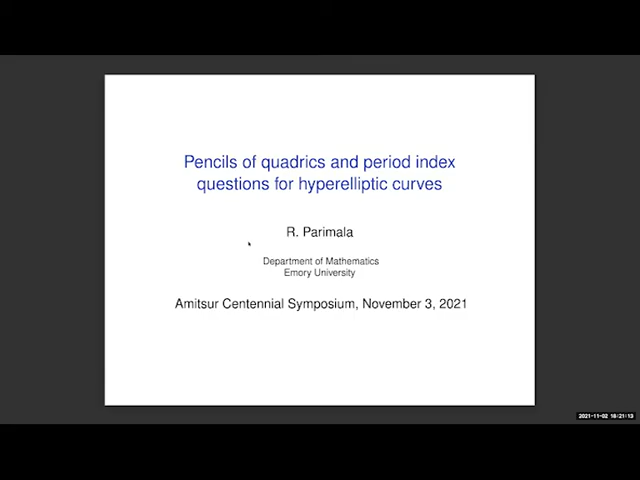 Pencils of quadrics and period index
questions for hyperelliptic curves
R. Parimala
Department of Mathematics
Emory University
Amitsur Centennial Symposium, November 3, 2021
2021-11-02 18:21:13